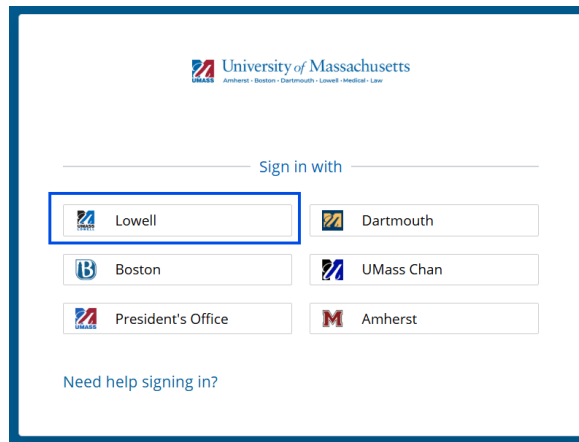 University of Massachusetts
UMASS
Amherst • Boston • Dartmouth • Lowell • Medical • Law
Sign in with
Lowell
Dartmouth
Boston
UMass Chan
President's Office
Amherst
Need help signing in?